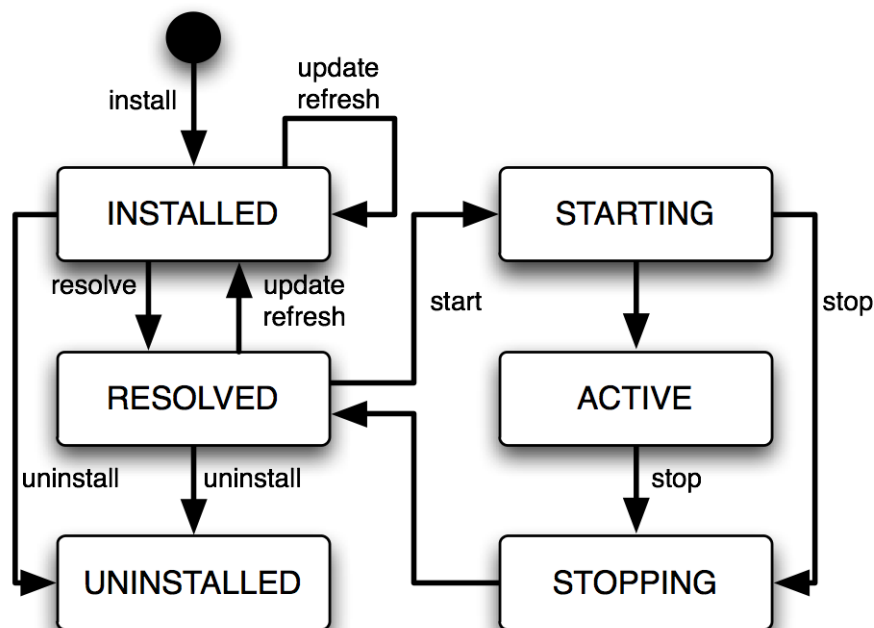 update
refresh
install
INSTALLED
STARTING
resolve
update
refresh
start
stop
RESOLVED
ACTIVE
uninstall
uninstall
stop
UNINSTALLED
STOPPING